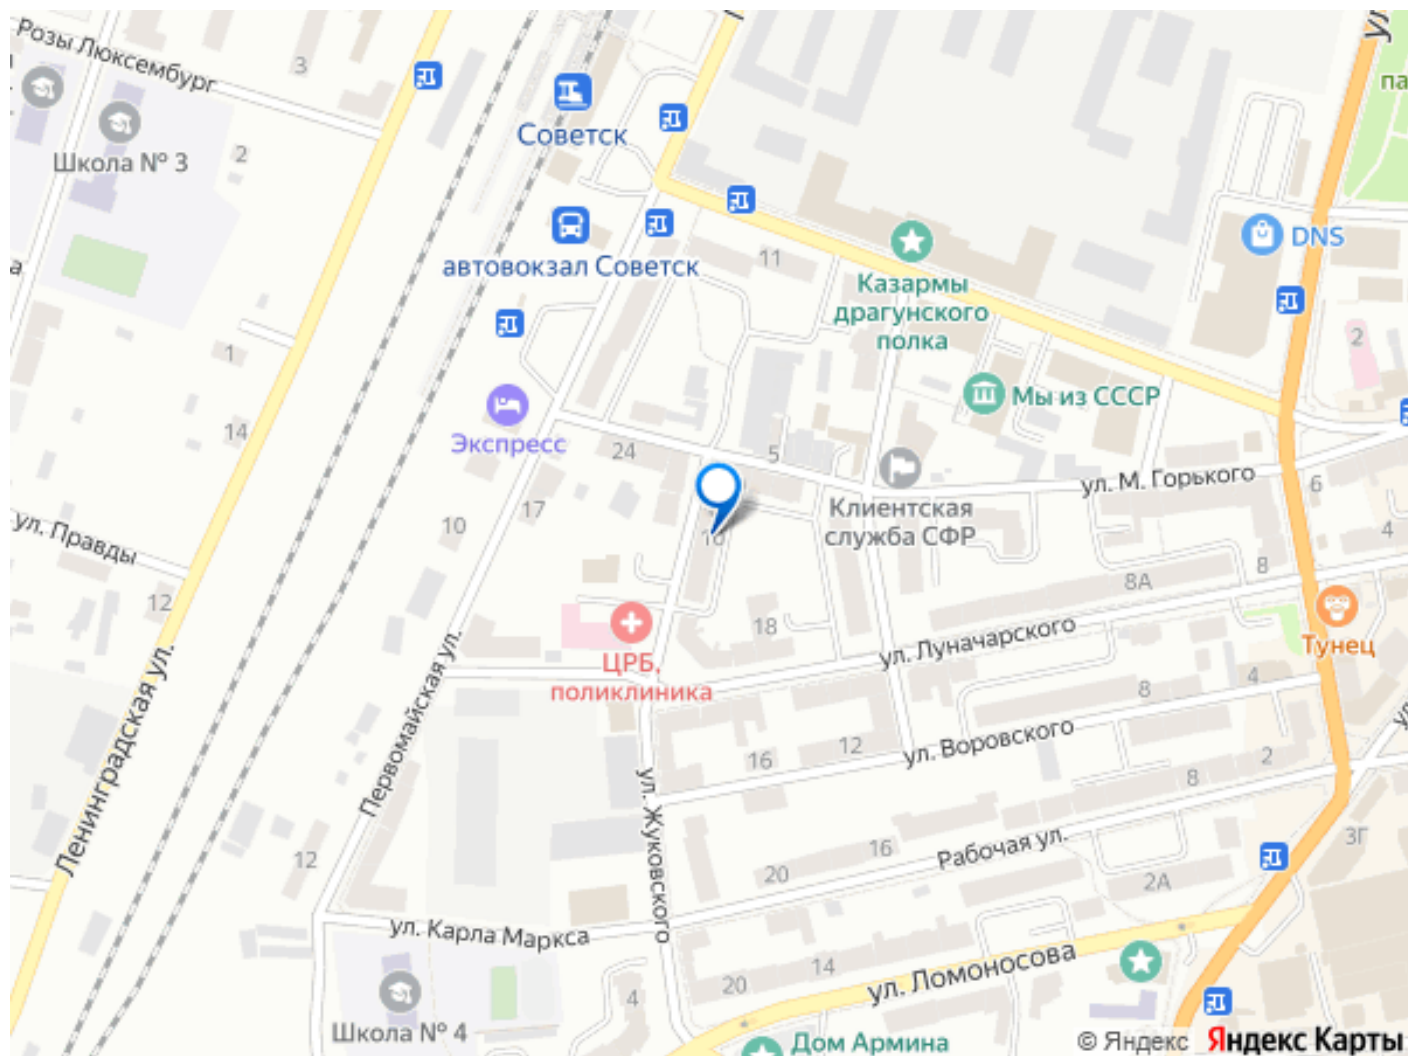 Розы Люксембург
3
ул
па
Советск
Школа № 3
2
DNS
а
автовокзал Советск
11
Казармы
драгунского
полка
2
1
Мы из СССР
14
Экспресс
24
5
ул. М. Горького
6
17
10
Клиентская
служба СФР
ул. Правды
16
4
8
8А
12
18
ул. Луначарского
Тунец
ЦРБ,
поликлиника
Ленинградская ул.
Первомайская ул.
8
4
ул. Воровского
12
16
2
8
ул
ул. Жуковского
12
20
16
Рабочая ул.
3Г
2А
ул. Карла Маркса
20
14
ул. Ломоносова
4
Школа № 4
Дом Армина
© Яндекс Яндекс Карты